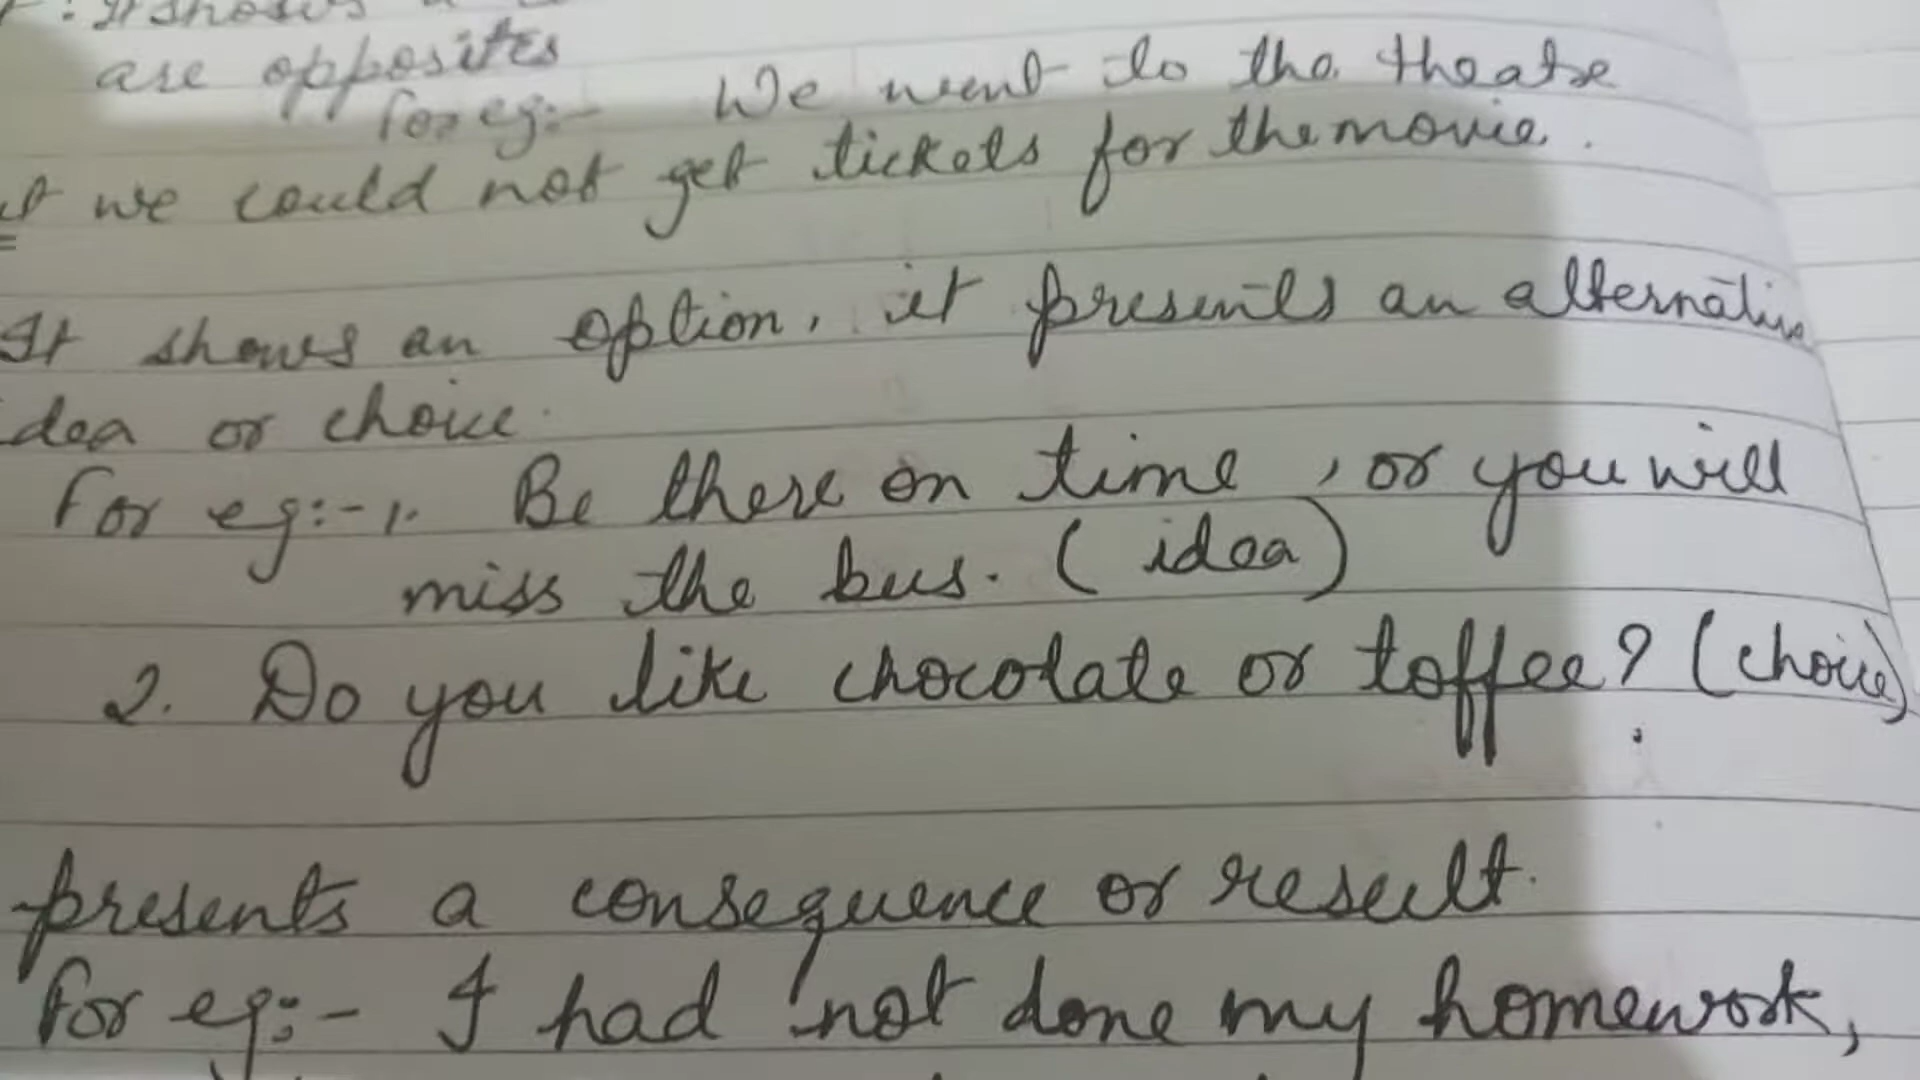 : It shows a
are opposites
For eg:- We went to the theatre
we could not get tickets for the movie.
It shows an option, it presents an alternative
idea or choice.
For eg:-1. Be there on time, or you will
miss the bus. (idea)
2. Do you like chocolate or toffee? (choice)
presents a consequence or result.
For eg:- I had not done my homework,